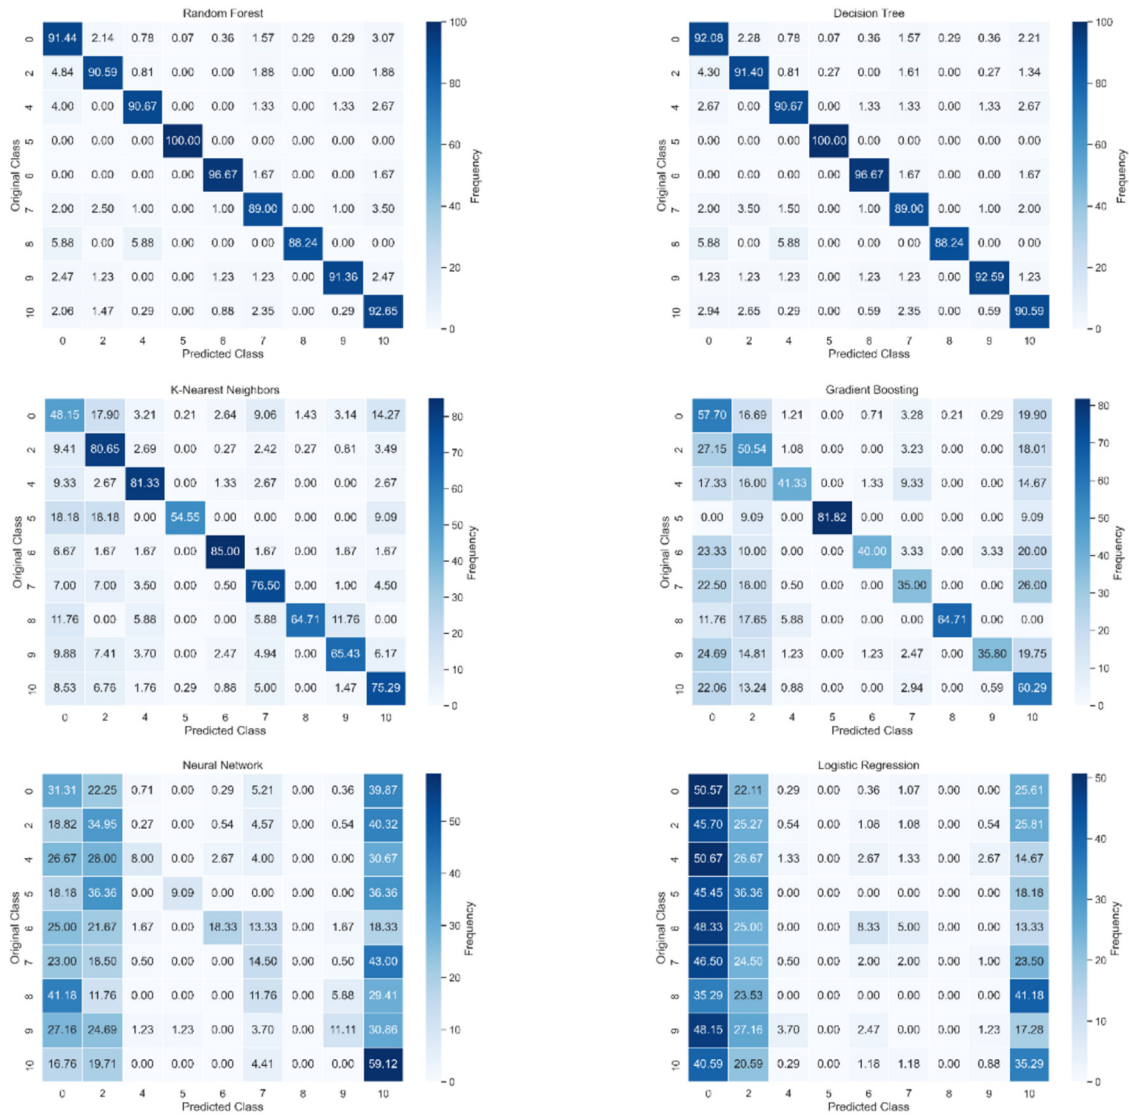 Random Forest
0 91.44 2.14 0.78 0.07 0.36 1.57 0.29 0.29 3.07
2 4.84 90.59 0.81 0.00 0.00 1.88 0.00 0.00 1.88
4 4.00 0.00 90.67 0.00 0.00 1.33 0.00 1.33 2.67
5 0.00 0.00 0.00 100.00 0.00 0.00 0.00 0.00 0.00
6 0.00 0.00 0.00 0.00 96.67 1.67 0.00 0.00 1.67
7 2.00 2.50 1.00 0.00 1.00 89.00 0.00 1.00 3.50
8 5.88 0.00 5.88 0.00 0.00 0.00 88.24 0.00 0.00
9 2.47 1.23 0.00 0.00 1.23 1.23 0.00 91.36 2.47
10 2.06 1.47 0.29 0.00 0.88 2.35 0.00 0.29 92.65
0 2 4 5 6 7 8 9 10
Predicted Class
Original Class
100
80
60
40
20
0
Frequency
Decision Tree
0 92.08 2.28 0.78 0.07 0.36 1.57 0.29 0.36 2.21
2 4.30 91.40 0.81 0.27 0.00 1.61 0.00 0.27 1.34
4 2.67 0.00 90.67 0.00 1.33 1.33 0.00 1.33 2.67
5 0.00 0.00 0.00 100.00 0.00 0.00 0.00 0.00 0.00
6 0.00 0.00 0.00 0.00 96.67 1.67 0.00 0.00 1.67
7 2.00 3.50 1.50 0.00 1.00 89.00 0.00 1.00 2.00
8 5.88 0.00 5.88 0.00 0.00 0.00 88.24 0.00 0.00
9 1.23 1.23 1.23 0.00 1.23 1.23 0.00 92.59 1.23
10 2.94 2.65 0.29 0.00 0.59 2.35 0.00 0.59 90.59
0 2 4 5 6 7 8 9 10
Predicted Class
Original Class
100
80
60
40
20
0
Frequency
K-Nearest Neighbors
0 48.15 17.90 3.21 0.21 2.64 9.06 1.43 3.14 14.27
2 9.41 80.65 2.69 0.00 0.27 2.42 0.27 0.81 3.49
4 9.33 2.67 81.33 0.00 1.33 2.67 0.00 0.00 2.67
5 18.18 18.18 0.00 54.55 0.00 0.00 0.00 0.00 9.09
6 6.67 1.67 1.67 0.00 85.00 1.67 0.00 1.67 1.67
7 7.00 7.00 3.50 0.00 0.50 76.50 0.00 1.00 4.50
8 11.76 0.00 5.88 0.00 0.00 5.88 64.71 11.76 0.00
9 9.88 7.41 3.70 0.00 2.47 4.94 0.00 65.43 6.17
10 8.53 6.76 1.76 0.29 0.88 5.00 0.00 1.47 75.29
0 2 4 5 6 7 8 9 10
Predicted Class
Original Class
80
70
60
50
40
30
20
10
0
Frequency
Gradient Boosting
0 57.70 16.69 1.21 0.00 0.71 3.28 0.21 0.29 19.90
2 27.15 50.54 1.08 0.00 0.00 3.23 0.00 0.00 18.01
4 17.33 16.00 41.33 0.00 1.33 9.33 0.00 0.00 14.67
5 0.00 9.09 0.00 81.82 0.00 0.00 0.00 0.00 9.09
6 23.33 10.00 0.00 0.00 40.00 3.33 0.00 3.33 20.00
7 22.50 16.00 0.50 0.00 0.00 35.00 0.00 0.00 26.00
8 11.76 17.65 5.88 0.00 0.00 0.00 64.71 0.00 0.00
9 24.69 14.81 1.23 0.00 1.23 2.47 0.00 35.80 19.75
10 22.06 13.24 0.88 0.00 0.00 2.94 0.00 0.59 60.29
0 2 4 5 6 7 8 9 10
Predicted Class
Original Class
80
70
60
50
40
30
20
10
0
Frequency
Neural Network
0 31.31 22.25 0.71 0.00 0.29 5.21 0.00 0.36 39.87
2 18.82 34.95 0.27 0.00 0.54 4.57 0.00 0.54 40.32
4 26.67 28.00 8.00 0.00 2.67 4.00 0.00 0.00 30.67
5 18.18 36.36 0.00 9.09 0.00 0.00 0.00 0.00 36.36
6 25.00 21.67 1.67 0.00 18.33 13.33 0.00 1.67 18.33
7 23.00 18.50 0.50 0.00 0.00 14.50 0.00 0.50 43.00
8 41.18 11.76 0.00 0.00 0.00 11.76 0.00 5.88 29.41
9 27.16 24.69 1.23 1.23 0.00 3.70 0.00 11.11 30.86
10 16.76 19.71 0.00 0.00 0.00 4.41 0.00 0.00 59.12
0 2 4 5 6 7 8 9 10
Predicted Class
Original Class
50
40
30
20
10
0
Frequency
Logistic Regression
0 50.57 22.11 0.29 0.00 0.36 1.07 0.00 0.00 25.61
2 45.70 25.27 0.54 0.00 1.08 1.08 0.00 0.54 25.81
4 50.67 26.67 1.33 0.00 2.67 1.33 0.00 2.67 14.67
5 45.45 36.36 0.00 0.00 0.00 0.00 0.00 0.00 18.18
6 48.33 25.00 0.00 0.00 8.33 5.00 0.00 0.00 13.33
7 46.50 24.50 0.50 0.00 2.00 2.00 0.00 1.00 23.50
8 35.29 23.53 0.00 0.00 0.00 0.00 0.00 0.00 41.18
9 48.15 27.16 3.70 0.00 2.47 0.00 0.00 1.23 17.28
10 40.59 20.59 0.29 0.00 1.18 1.18 0.00 0.88 35.29
0 2 4 5 6 7 8 9 10
Predicted Class
Original Class
50
40
30
20
10
0
Frequency